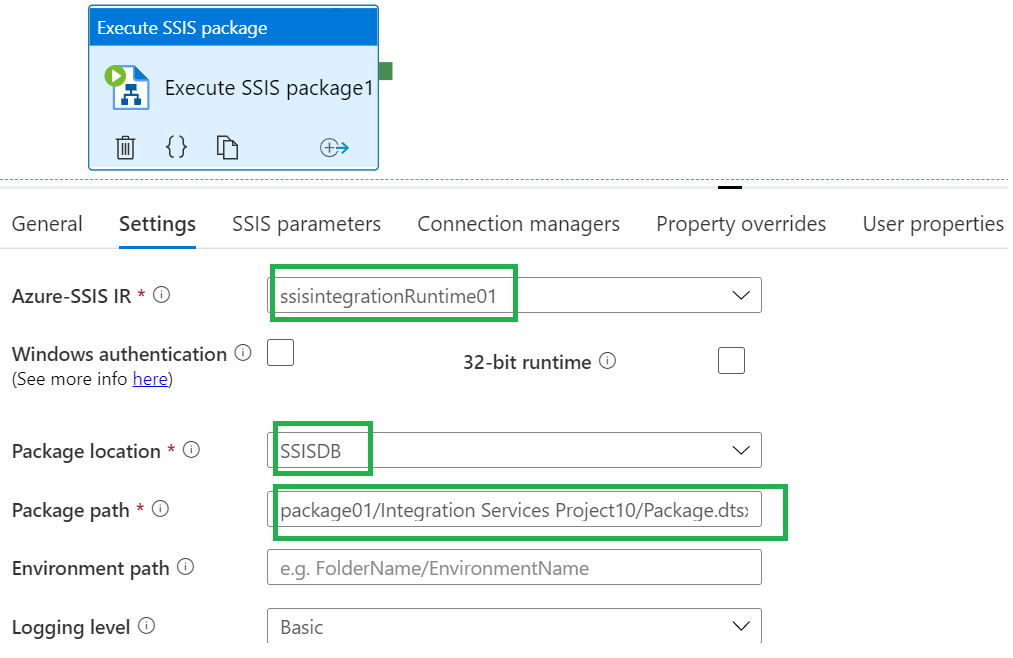 Execute SSIS package
Execute SSIS package1
General Settings SSIS parameters Connection managers Property overrides User properties
Azure-SSIS IR * ssisintegrationRuntime01
Windows authentication 32-bit runtime
(See more info here)
Package location * SSISDB
Package path * package01/Integration Services Project10/Package.dtsx
Environment path e.g. FolderName/EnvironmentName
Logging level Basic